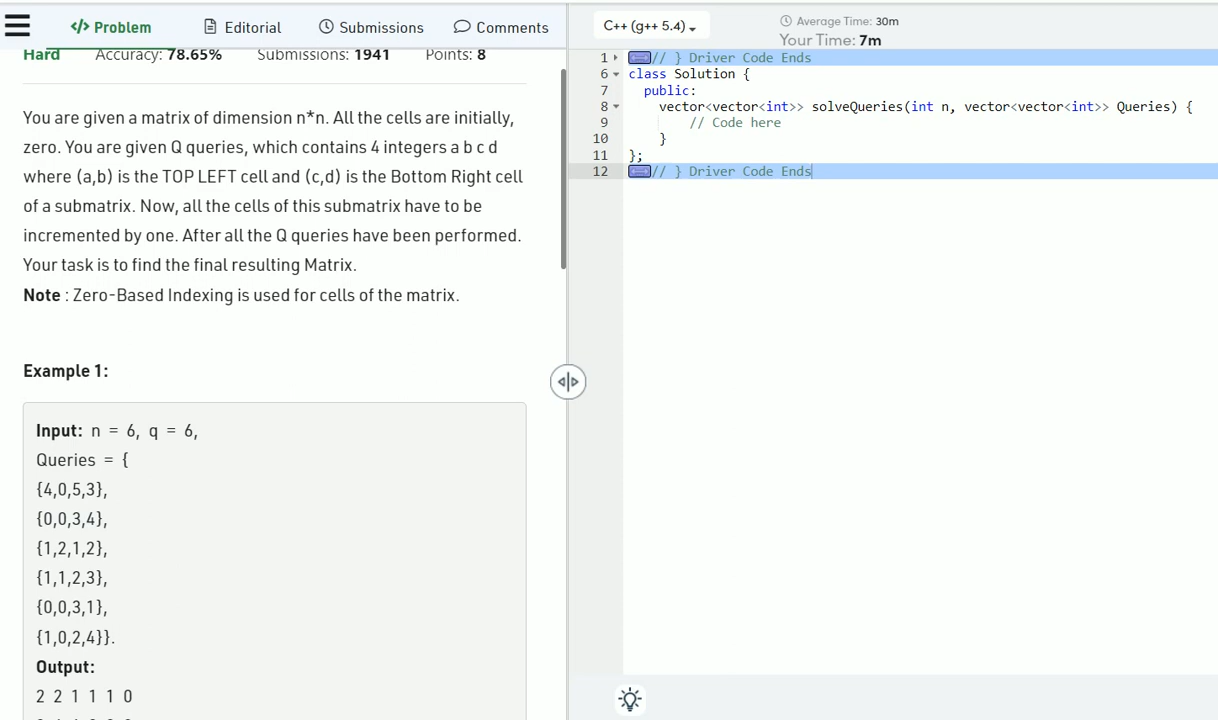 </> Problem
Editorial
Submissions
Comments
Hard Accuracy: 78.65% Submissions: 1941 Points: 8
You are given a matrix of dimension n*n. All the cells are initially,
zero. You are given Q queries, which contains 4 integers a b c d
where (a,b) is the TOP LEFT cell and (c,d) is the Bottom Right cell
of a submatrix. Now, all the cells of this submatrix have to be
incremented by one. After all the Q queries have been performed.
Your task is to find the final resulting Matrix.
Note : Zero-Based Indexing is used for cells of the matrix.
Example 1:
Input: n = 6, q = 6,
Queries = {
{4,0,5,3},
{0,0,3,4},
{1,2,1,2},
{1,1,2,3},
{0,0,3,1},
{1,0,2,4}}.
Output:
2 2 1 1 1 0
C++ (g++ 5.4)
Average Time: 30m
Your Time: 7m
1 // } Driver Code Ends
6 class Solution {
7 public:
8 vector<vector<int>> solveQueries(int n, vector<vector<int>> Queries) {
9 // Code here
10 }
11 };
12 // } Driver Code Ends